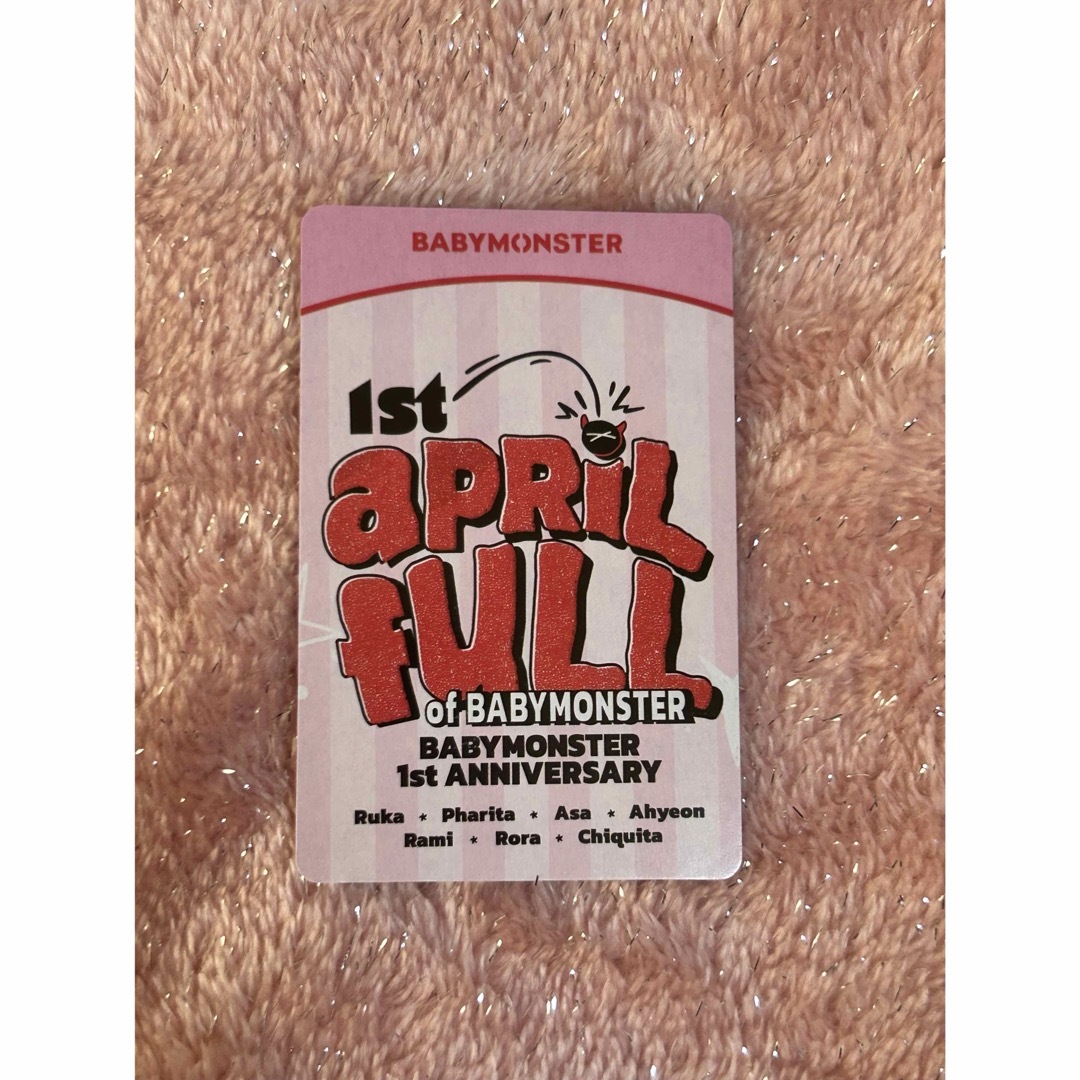 BABYMONSTER
1st
aPRiL
fULL
of BABYMONSTER
BABYMONSTER
1st ANNIVERSARY
Ruka * Pharita * Asa * Ahyeon
Rami * Rora * Chiquita